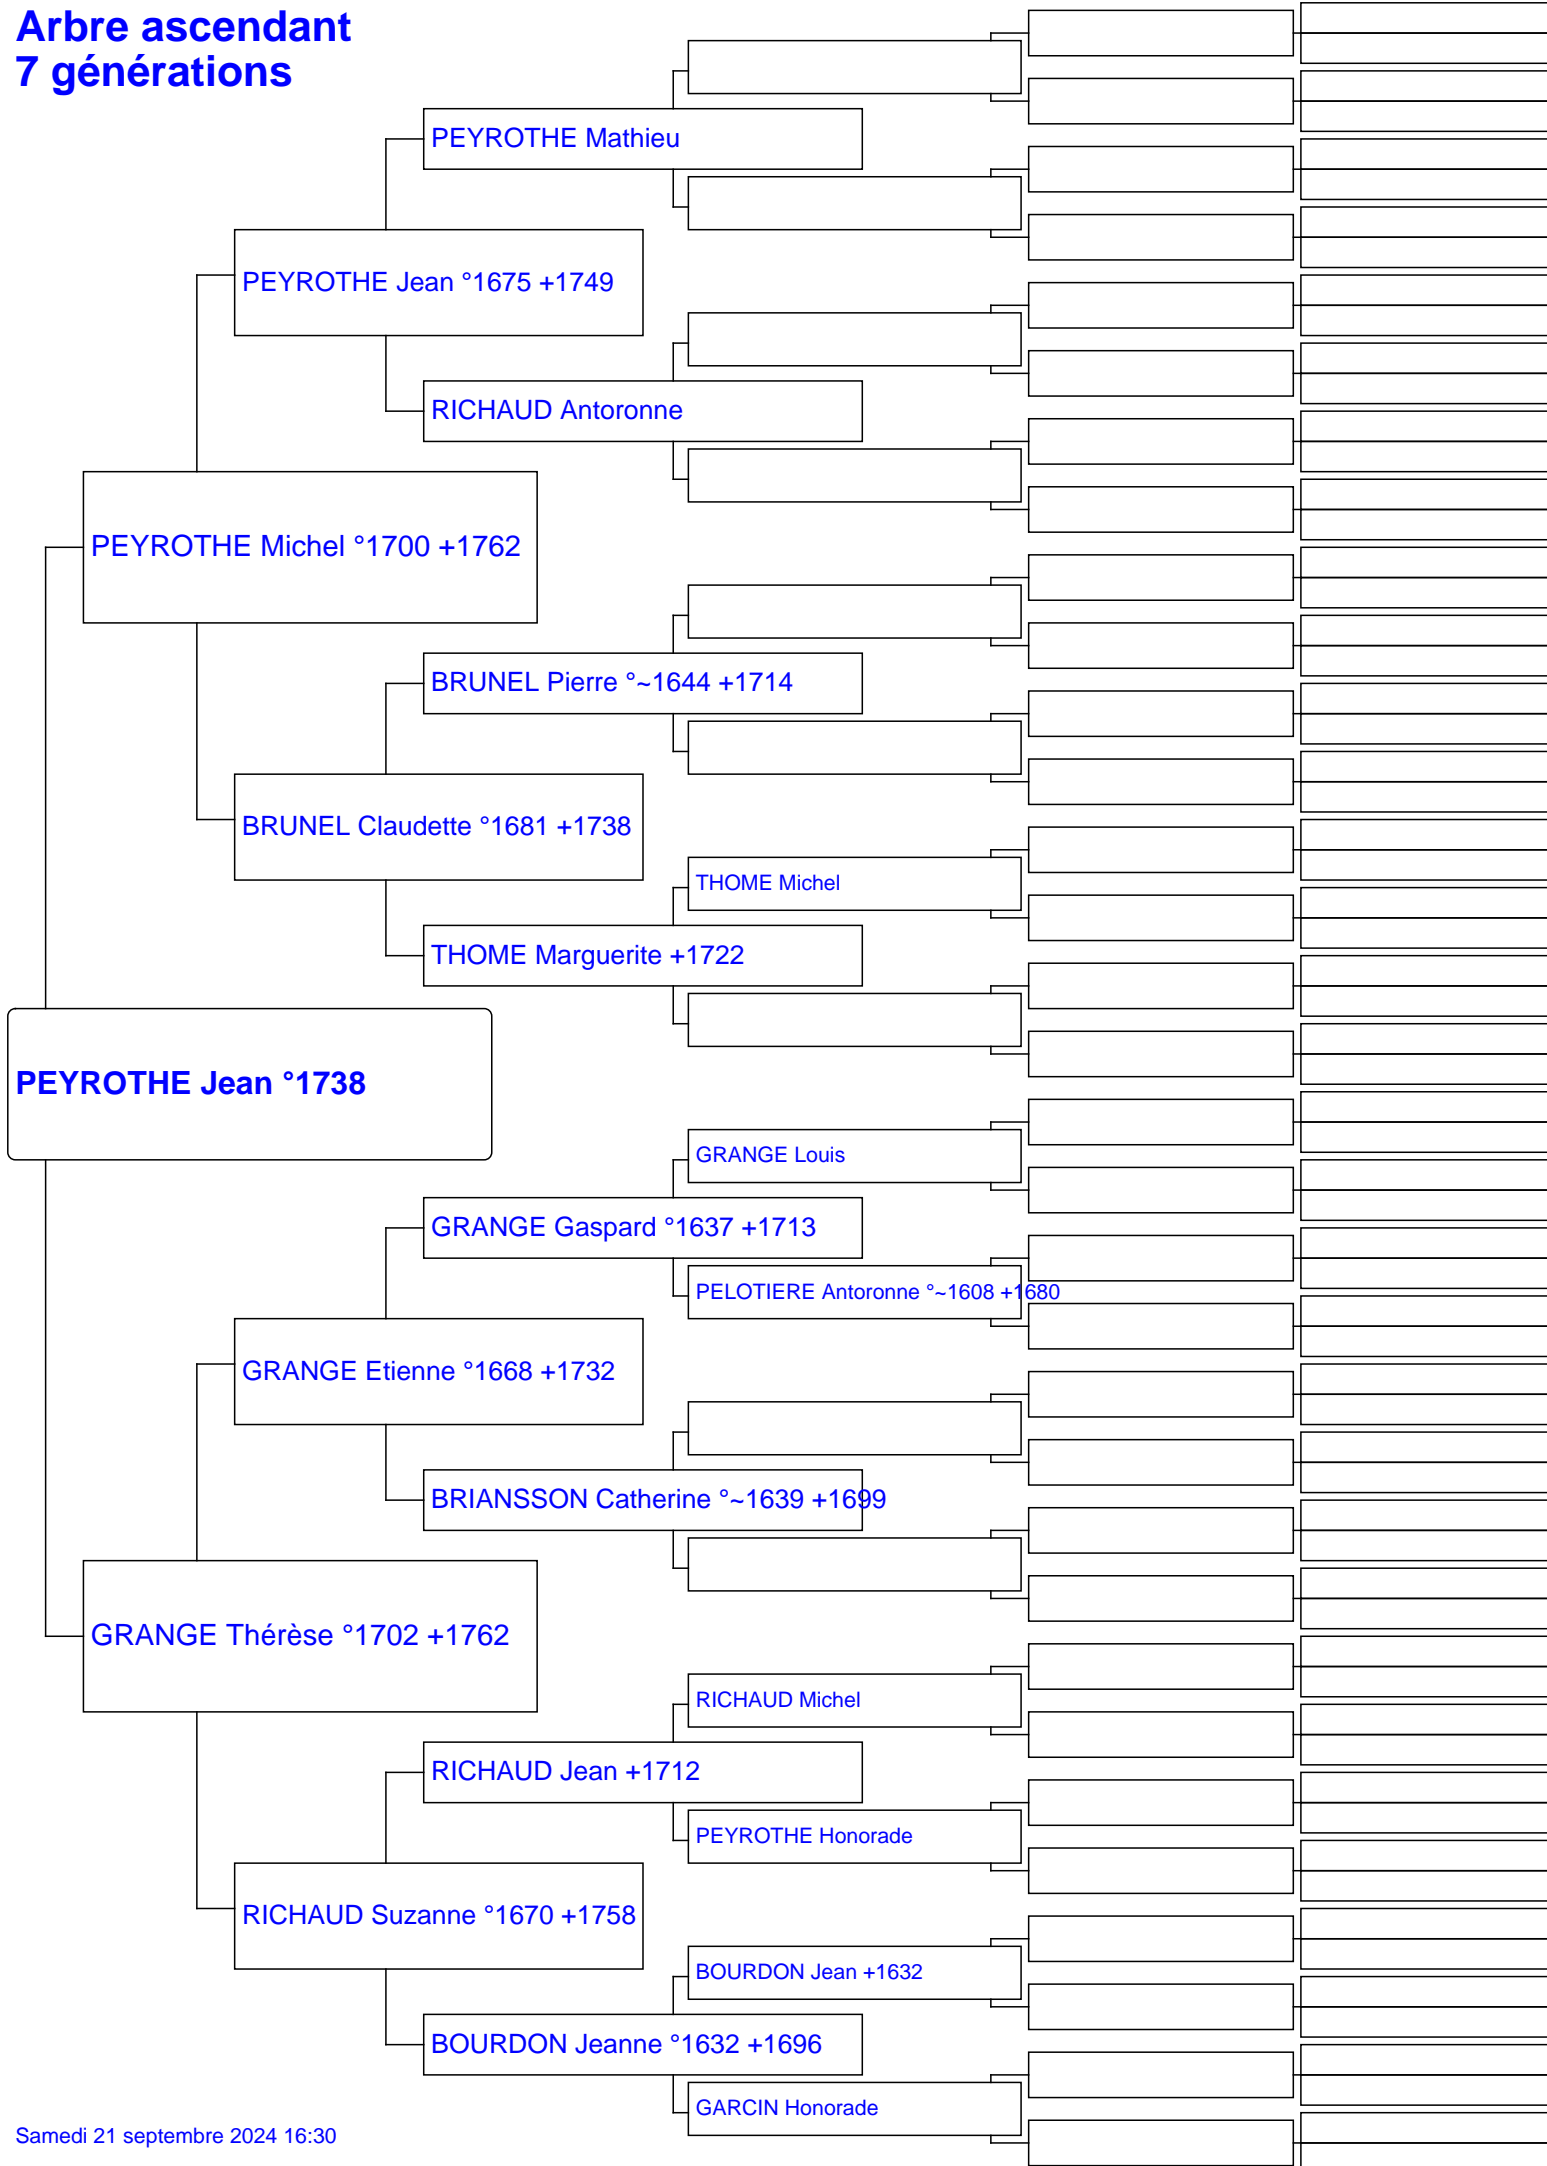 Arbre ascendant
7 générations
PEYROTHE Mathieu
PEYROTHE Jean °1675 +1749
RICHAUD Antoronne
PEYROTHE Michel °1700 +1762
BRUNEL Pierre °~1644 +1714
BRUNEL Claudette °1681 +1738
THOME Michel
THOME Marguerite +1722
PEYROTHE Jean °1738
GRANGE Louis
GRANGE Gaspard °1637 +1713
PELOTIERE Antoronne °~1608 +1680
GRANGE Etienne °1668 +1732
BRIANSSON Catherine °~1639 +1699
GRANGE Thérèse °1702 +1762
RICHAUD Michel
RICHAUD Jean +1712
PEYROTHE Honorade
RICHAUD Suzanne °1670 +1758
BOURDON Jean +1632
BOURDON Jeanne °1632 +1696
GARCIN Honorade
Samedi 21 septembre 2024 16:30